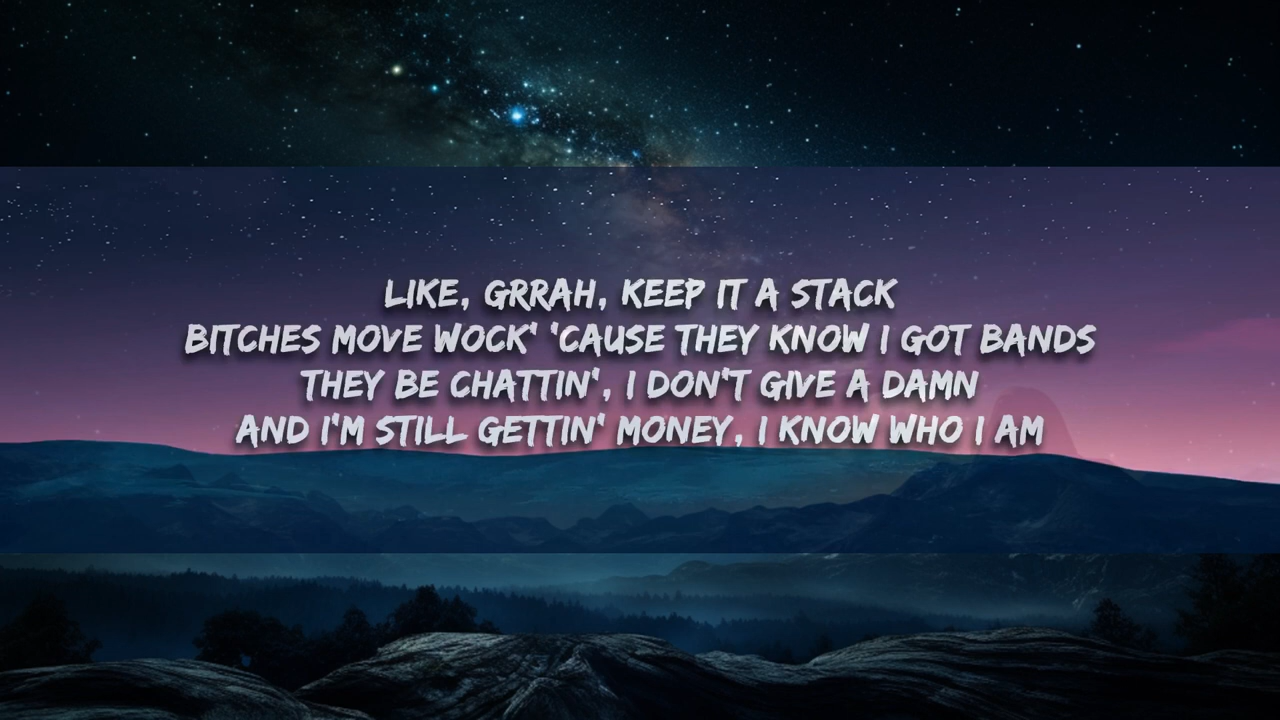 LIKE, GRRAH, KEEP IT A STACK
BITCHES MOVE WOCK' 'CAUSE THEY KNOW I GOT BANDS
THEY BE CHATTIN', I DON'T GIVE A DAMN
AND I'M STILL GETTIN' MONEY, I KNOW WHO I AM